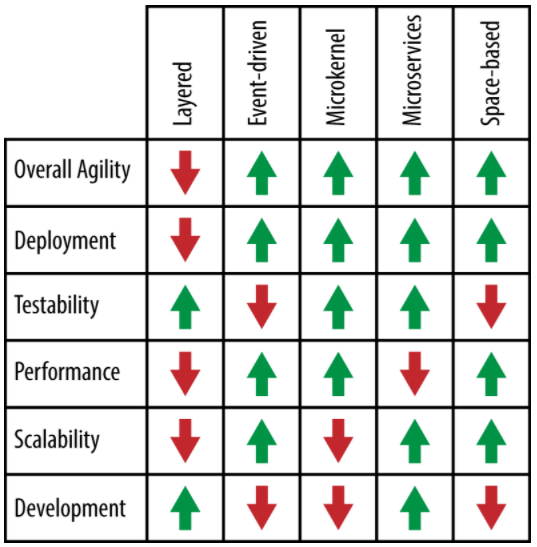 Layered
Event-driven
Microkernel
Microservices
Space-based
Overall Agility
Deployment
Testability
Performance
Scalability
Development